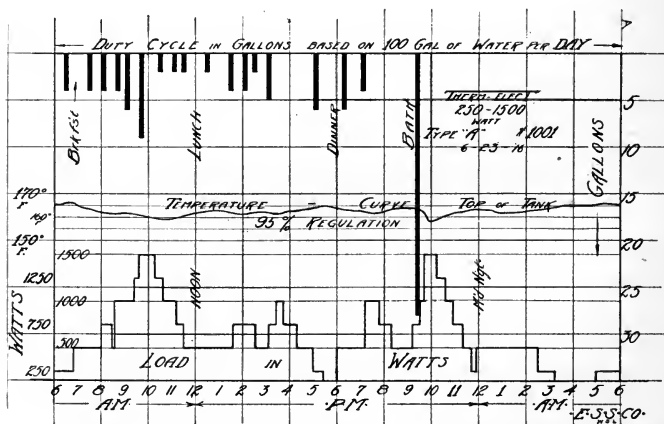 DUTY CYCLE IN GALLONS BASED ON 100 GAL OF WATER PER DAY
THERM. ELECT
250-1500
WATT
TYPE "A" #1001
6-23-16
BRKFST
LUNCH
DINNER
BATH
GALLONS
5
10
15
20
25
30
170°
F
160°
150°
F.
TEMPERATURE - CURVE TOP OF TANK
95% REGULATION
WATTS
1500
1250
1000
750
500
250
NOON
MID NGT
LOAD IN WATTS
6 7 8 9 10 11 12 1 2 3 4 5 6 7 8 9 10 11 12 1 2 3 4 5 6
A.M. P.M. A.M.
E.S.S.CO.